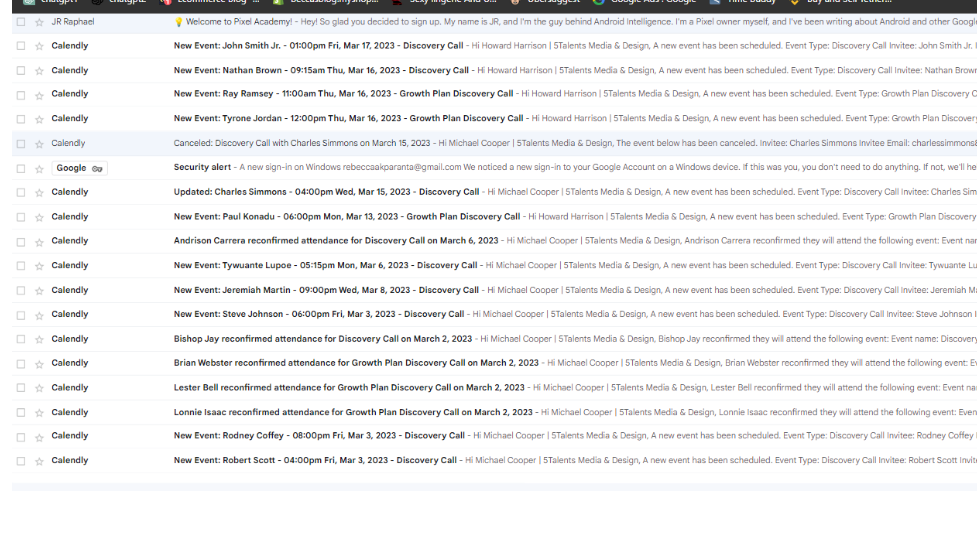 JR Raphael 💡 Welcome to Pixel Academy! - Hey! So glad you decided to sign up. My name is JR, and I'm the guy behind Android Intelligence. I'm a Pixel owner myself, and I've been writing about Android and other Google
Calendly New Event: John Smith Jr. - 01:00pm Fri, Mar 17, 2023 - Discovery Call - Hi Howard Harrison | 5Talents Media & Design, A new event has been scheduled. Event Type: Discovery Call Invitee: John Smith Jr.
Calendly New Event: Nathan Brown - 09:15am Thu, Mar 16, 2023 - Discovery Call - Hi Howard Harrison | 5Talents Media & Design, A new event has been scheduled. Event Type: Discovery Call Invitee: Nathan Brown
Calendly New Event: Ray Ramsey - 11:00am Thu, Mar 16, 2023 - Growth Plan Discovery Call - Hi Howard Harrison | 5Talents Media & Design, A new event has been scheduled. Event Type: Growth Plan Discovery
Calendly New Event: Tyrone Jordan - 12:00pm Thu, Mar 16, 2023 - Growth Plan Discovery Call - Hi Howard Harrison | 5Talents Media & Design, A new event has been scheduled. Event Type: Growth Plan Discovery
Calendly Canceled: Discovery Call with Charles Simmons on March 15, 2023 - Hi Michael Cooper | 5Talents Media & Design, The event below has been canceled. Invitee: Charles Simmons Invitee Email: charlessimmons
Google Security alert - A new sign-in on Windows rebeccaakparanta@gmail.com We noticed a new sign-in to your Google Account on a Windows device. If this was you, you don't need to do anything. If not, we'll he
Calendly Updated: Charles Simmons - 04:00pm Wed, Mar 15, 2023 - Discovery Call - Hi Michael Cooper | 5Talents Media & Design, A new event has been scheduled. Event Type: Discovery Call Invitee: Charles Sim
Calendly New Event: Paul Konadu - 06:00pm Mon, Mar 13, 2023 - Growth Plan Discovery Call - Hi Howard Harrison | 5Talents Media & Design, A new event has been scheduled. Event Type: Growth Plan Discovery
Calendly Andrison Carrera reconfirmed attendance for Discovery Call on March 6, 2023 - Hi Michael Cooper | 5Talents Media & Design, Andrison Carrera reconfirmed they will attend the following event: Event nam
Calendly New Event: Tywuante Lupoe - 05:15pm Mon, Mar 6, 2023 - Discovery Call - Hi Michael Cooper | 5Talents Media & Design, A new event has been scheduled. Event Type: Discovery Call Invitee: Tywuante Lu
Calendly New Event: Jeremiah Martin - 09:00pm Wed, Mar 8, 2023 - Discovery Call - Hi Michael Cooper | 5Talents Media & Design, A new event has been scheduled. Event Type: Discovery Call Invitee: Jeremiah Ma
Calendly New Event: Steve Johnson - 06:00pm Fri, Mar 3, 2023 - Discovery Call - Hi Michael Cooper | 5Talents Media & Design, A new event has been scheduled. Event Type: Discovery Call Invitee: Steve Johnson
Calendly Bishop Jay reconfirmed attendance for Discovery Call on March 2, 2023 - Hi Michael Cooper | 5Talents Media & Design, Bishop Jay reconfirmed they will attend the following event: Event name: Discovery
Calendly Brian Webster reconfirmed attendance for Growth Plan Discovery Call on March 2, 2023 - Hi Michael Cooper | 5Talents Media & Design, Brian Webster reconfirmed they will attend the following event: Ev
Calendly Lester Bell reconfirmed attendance for Growth Plan Discovery Call on March 2, 2023 - Hi Michael Cooper | 5Talents Media & Design, Lester Bell reconfirmed they will attend the following event: Event na
Calendly Lonnie Isaac reconfirmed attendance for Growth Plan Discovery Call on March 2, 2023 - Hi Michael Cooper | 5Talents Media & Design, Lonnie Isaac reconfirmed they will attend the following event: Even
Calendly New Event: Rodney Coffey - 08:00pm Fri, Mar 3, 2023 - Discovery Call - Hi Michael Cooper | 5Talents Media & Design, A new event has been scheduled. Event Type: Discovery Call Invitee: Rodney Coffey
Calendly New Event: Robert Scott - 04:00pm Fri, Mar 3, 2023 - Discovery Call - Hi Michael Cooper | 5Talents Media & Design, A new event has been scheduled. Event Type: Discovery Call Invitee: Robert Scott Invit